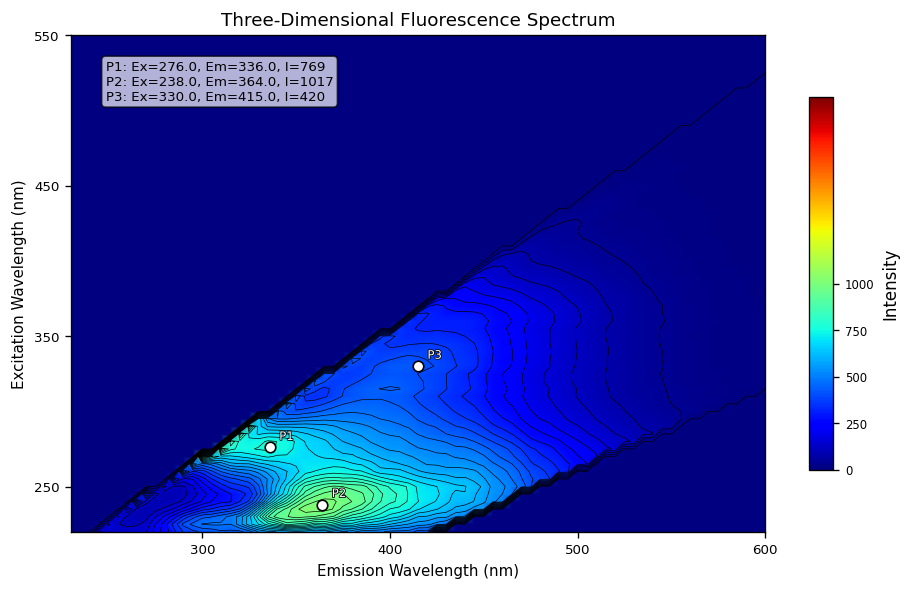 Three-Dimensional Fluorescence Spectrum
550
450
350
250
Excitation Wavelength (nm)
P1: Ex=276.0, Em=336.0, I=769
P2: Ex=238.0, Em=364.0, I=1017
P3: Ex=330.0, Em=415.0, I=420
P3
P1
P2
300
400
500
600
Emission Wavelength (nm)
1000
750
500
250
0
Intensity